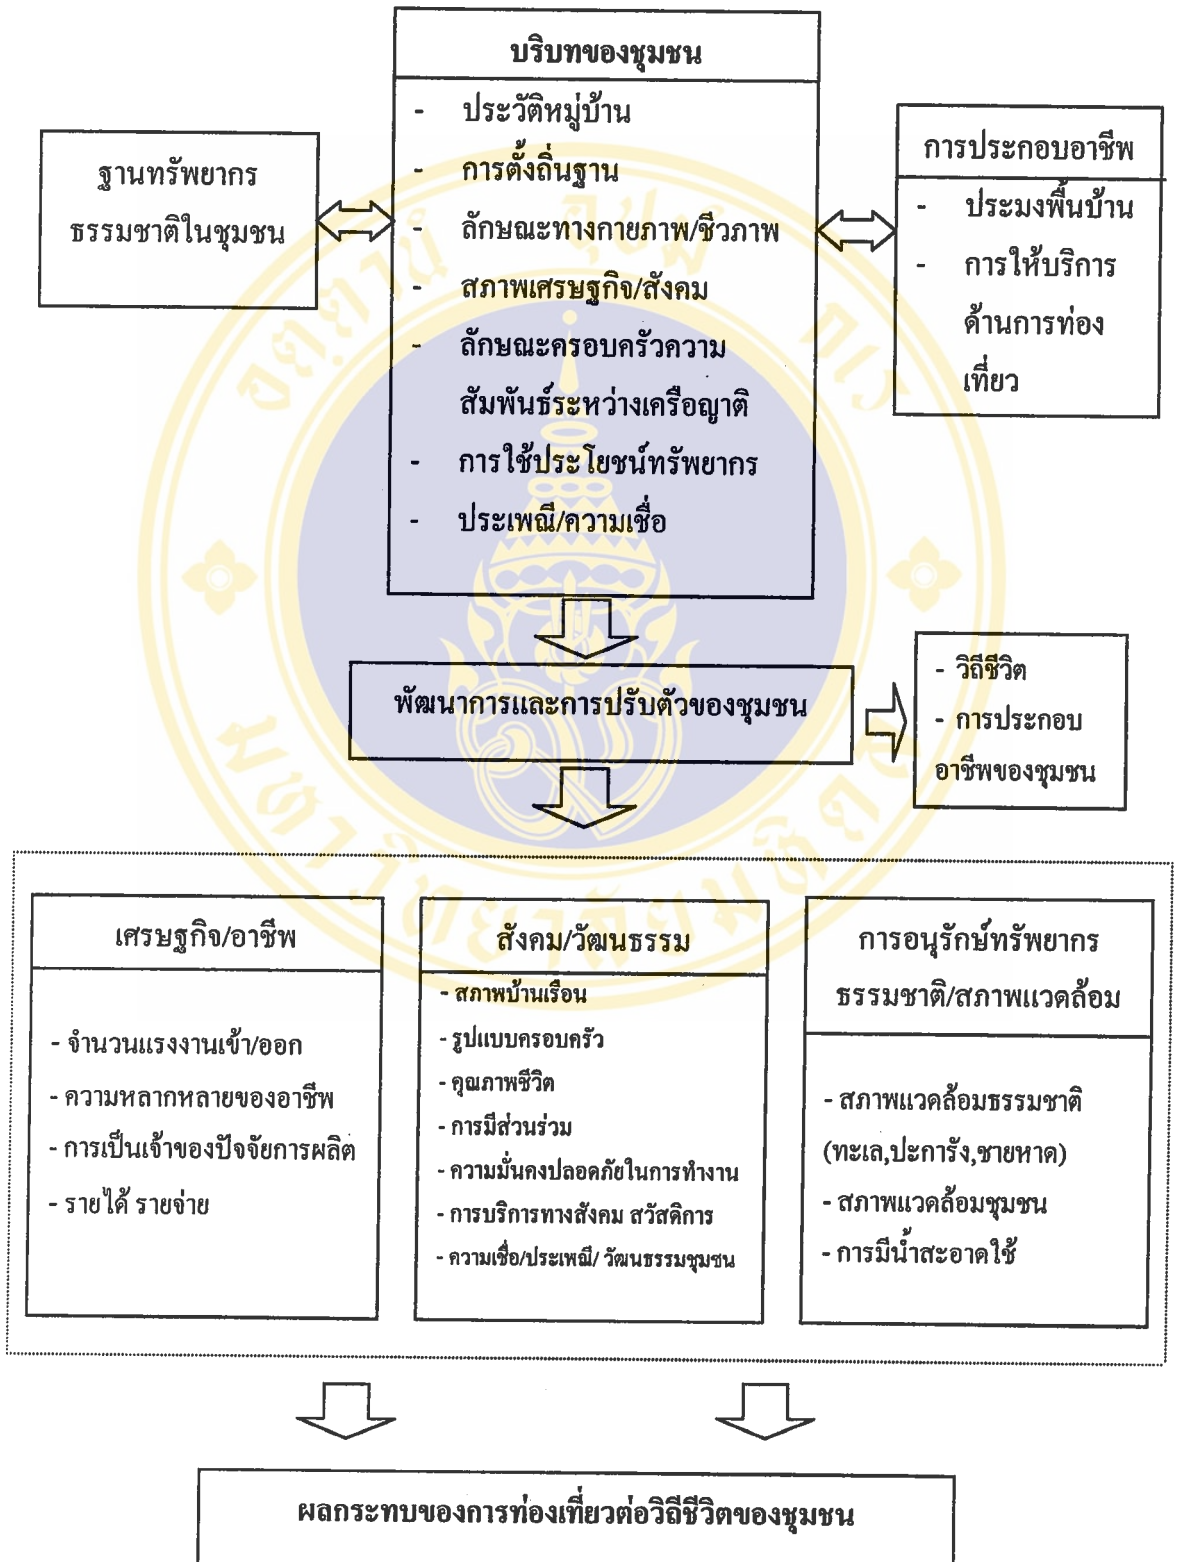 บริบทของชุมชน
- ประวัติหมู่บ้าน
- การตั้งถิ่นฐาน
- ลักษณะทางกายภาพ/ชีวภาพ
- สภาพเศรษฐกิจ/สังคม
- ลักษณะครอบครัวความ
สัมพันธ์ระหว่างเครือญาติ
- การใช้ประโยชน์ทรัพยากร
- ประเพณี/ความเชื่อ
ฐานทรัพยากร
ธรรมชาติในชุมชน
การประกอบอาชีพ
- ประมงพื้นบ้าน
- การให้บริการ
ด้านการท่อง
เที่ยว
พัฒนาการและการปรับตัวของชุมชน
- วิถีชีวิต
- การประกอบ
อาชีพของชุมชน
เศรษฐกิจ/อาชีพ
- จำนวนแรงงานเข้า/ออก
- ความหลากหลายของอาชีพ
- การเป็นเจ้าของปัจจัยการผลิต
- รายได้ รายจ่าย
สังคม/วัฒนธรรม
- สภาพบ้านเรือน
- รูปแบบครอบครัว
- คุณภาพชีวิต
- การมีส่วนร่วม
- ความมั่นคงปลอดภัยในการทำงาน
- การบริการทางสังคม สวัสดิการ
- ความเชื่อ/ประเพณี/ วัฒนธรรมชุมชน
การอนุรักษ์ทรัพยากร
ธรรมชาติ/สภาพแวดล้อม
- สภาพแวดล้อมธรรมชาติ
(ทะเล,ปะการัง,ชายหาด)
- สภาพแวดล้อมชุมชน
- การมีน้ำสะอาดใช้
ผลกระทบของการท่องเที่ยวต่อวิถีชีวิตของชุมชน
อตฺตานํ อุปมํ กเร
มหาวิทยาลัยมหิดล